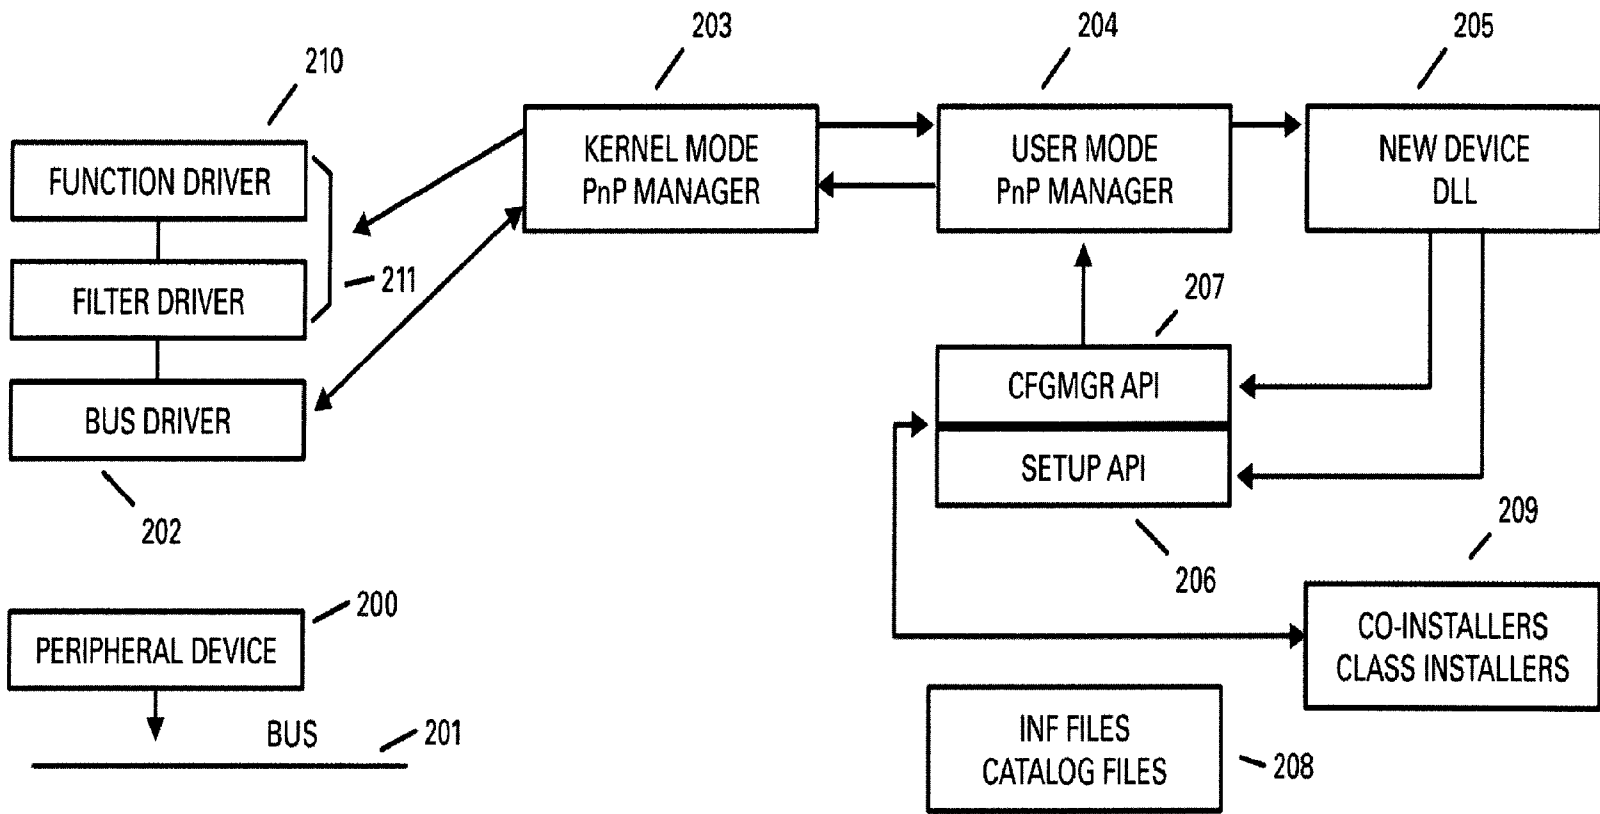 203
204
205
210
KERNEL MODE
PnP MANAGER
USER MODE
PnP MANAGER
NEW DEVICE
DLL
FUNCTION DRIVER
211
FILTER DRIVER
207
CFGMGR API
BUS DRIVER
SETUP API
202
206
209
200
PERIPHERAL DEVICE
CO-INSTALLERS
CLASS INSTALLERS
BUS
201
INF FILES
CATALOG FILES
208